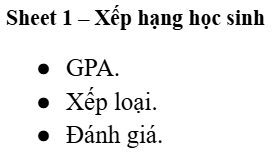 Sheet 1 – Xếp hạng học sinh
● GPA.
● Xếp loại.
● Đánh giá.